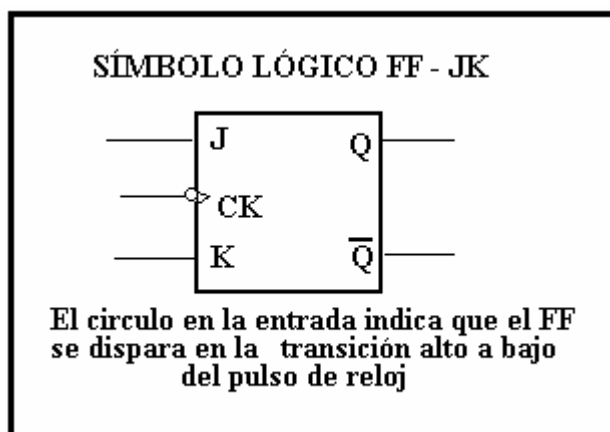 SÍMBOLO LÓGICO FF - JK
J Q
CK
K Q̅
El circulo en la entrada indica que el FF
se dispara en la transición alto a bajo
del pulso de reloj